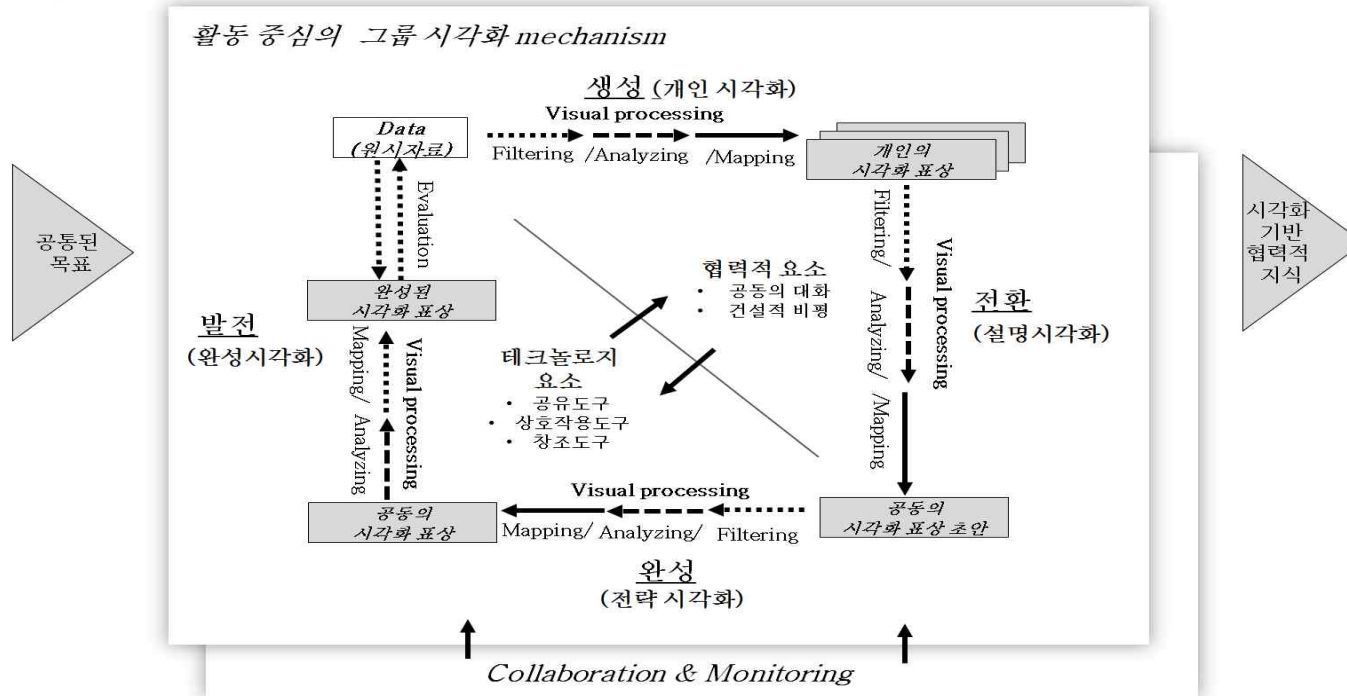 활동 중심의 그룹 시각화 mechanism
생성 (개인 시각화)
Visual processing
Data
(원시자료)
Filtering /Analyzing /Mapping
개인의
시각화 표상
공통된
목표
시각화
기반
협력적
지식
Evaluation
Filtering/ Analyzing/ /Mapping
Visual processing
전환
(설명시각화)
협력적 요소
• 공동의 대화
• 건설적 비평
완성된
시각화 표상
발전
(완성시각화)
Mapping/ Analyzing
Visual processing
테크놀로지
요소
• 공유도구
• 상호작용도구
• 창조도구
공동의
시각화 표상
Visual processing
Mapping/ Analyzing/ Filtering
공동의
시각화 표상 초안
완성
(전략 시각화)
Collaboration & Monitoring